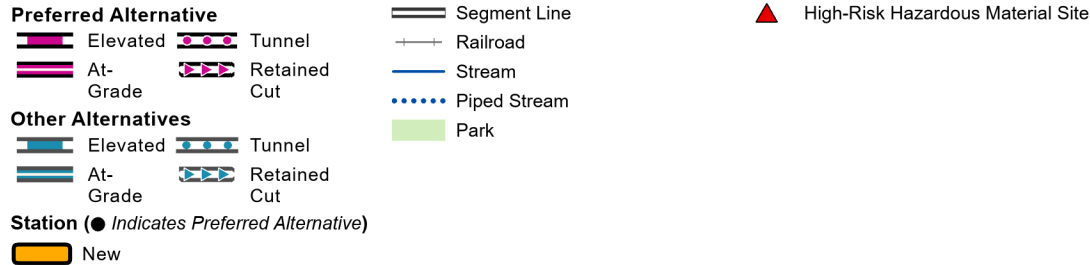 Preferred Alternative
Elevated
Tunnel
At-
Grade
Retained
Cut
Other Alternatives
Elevated
Tunnel
At-
Grade
Retained
Cut
Station (● Indicates Preferred Alternative)
New
Segment Line
Railroad
Stream
Piped Stream
Park
High-Risk Hazardous Material Site